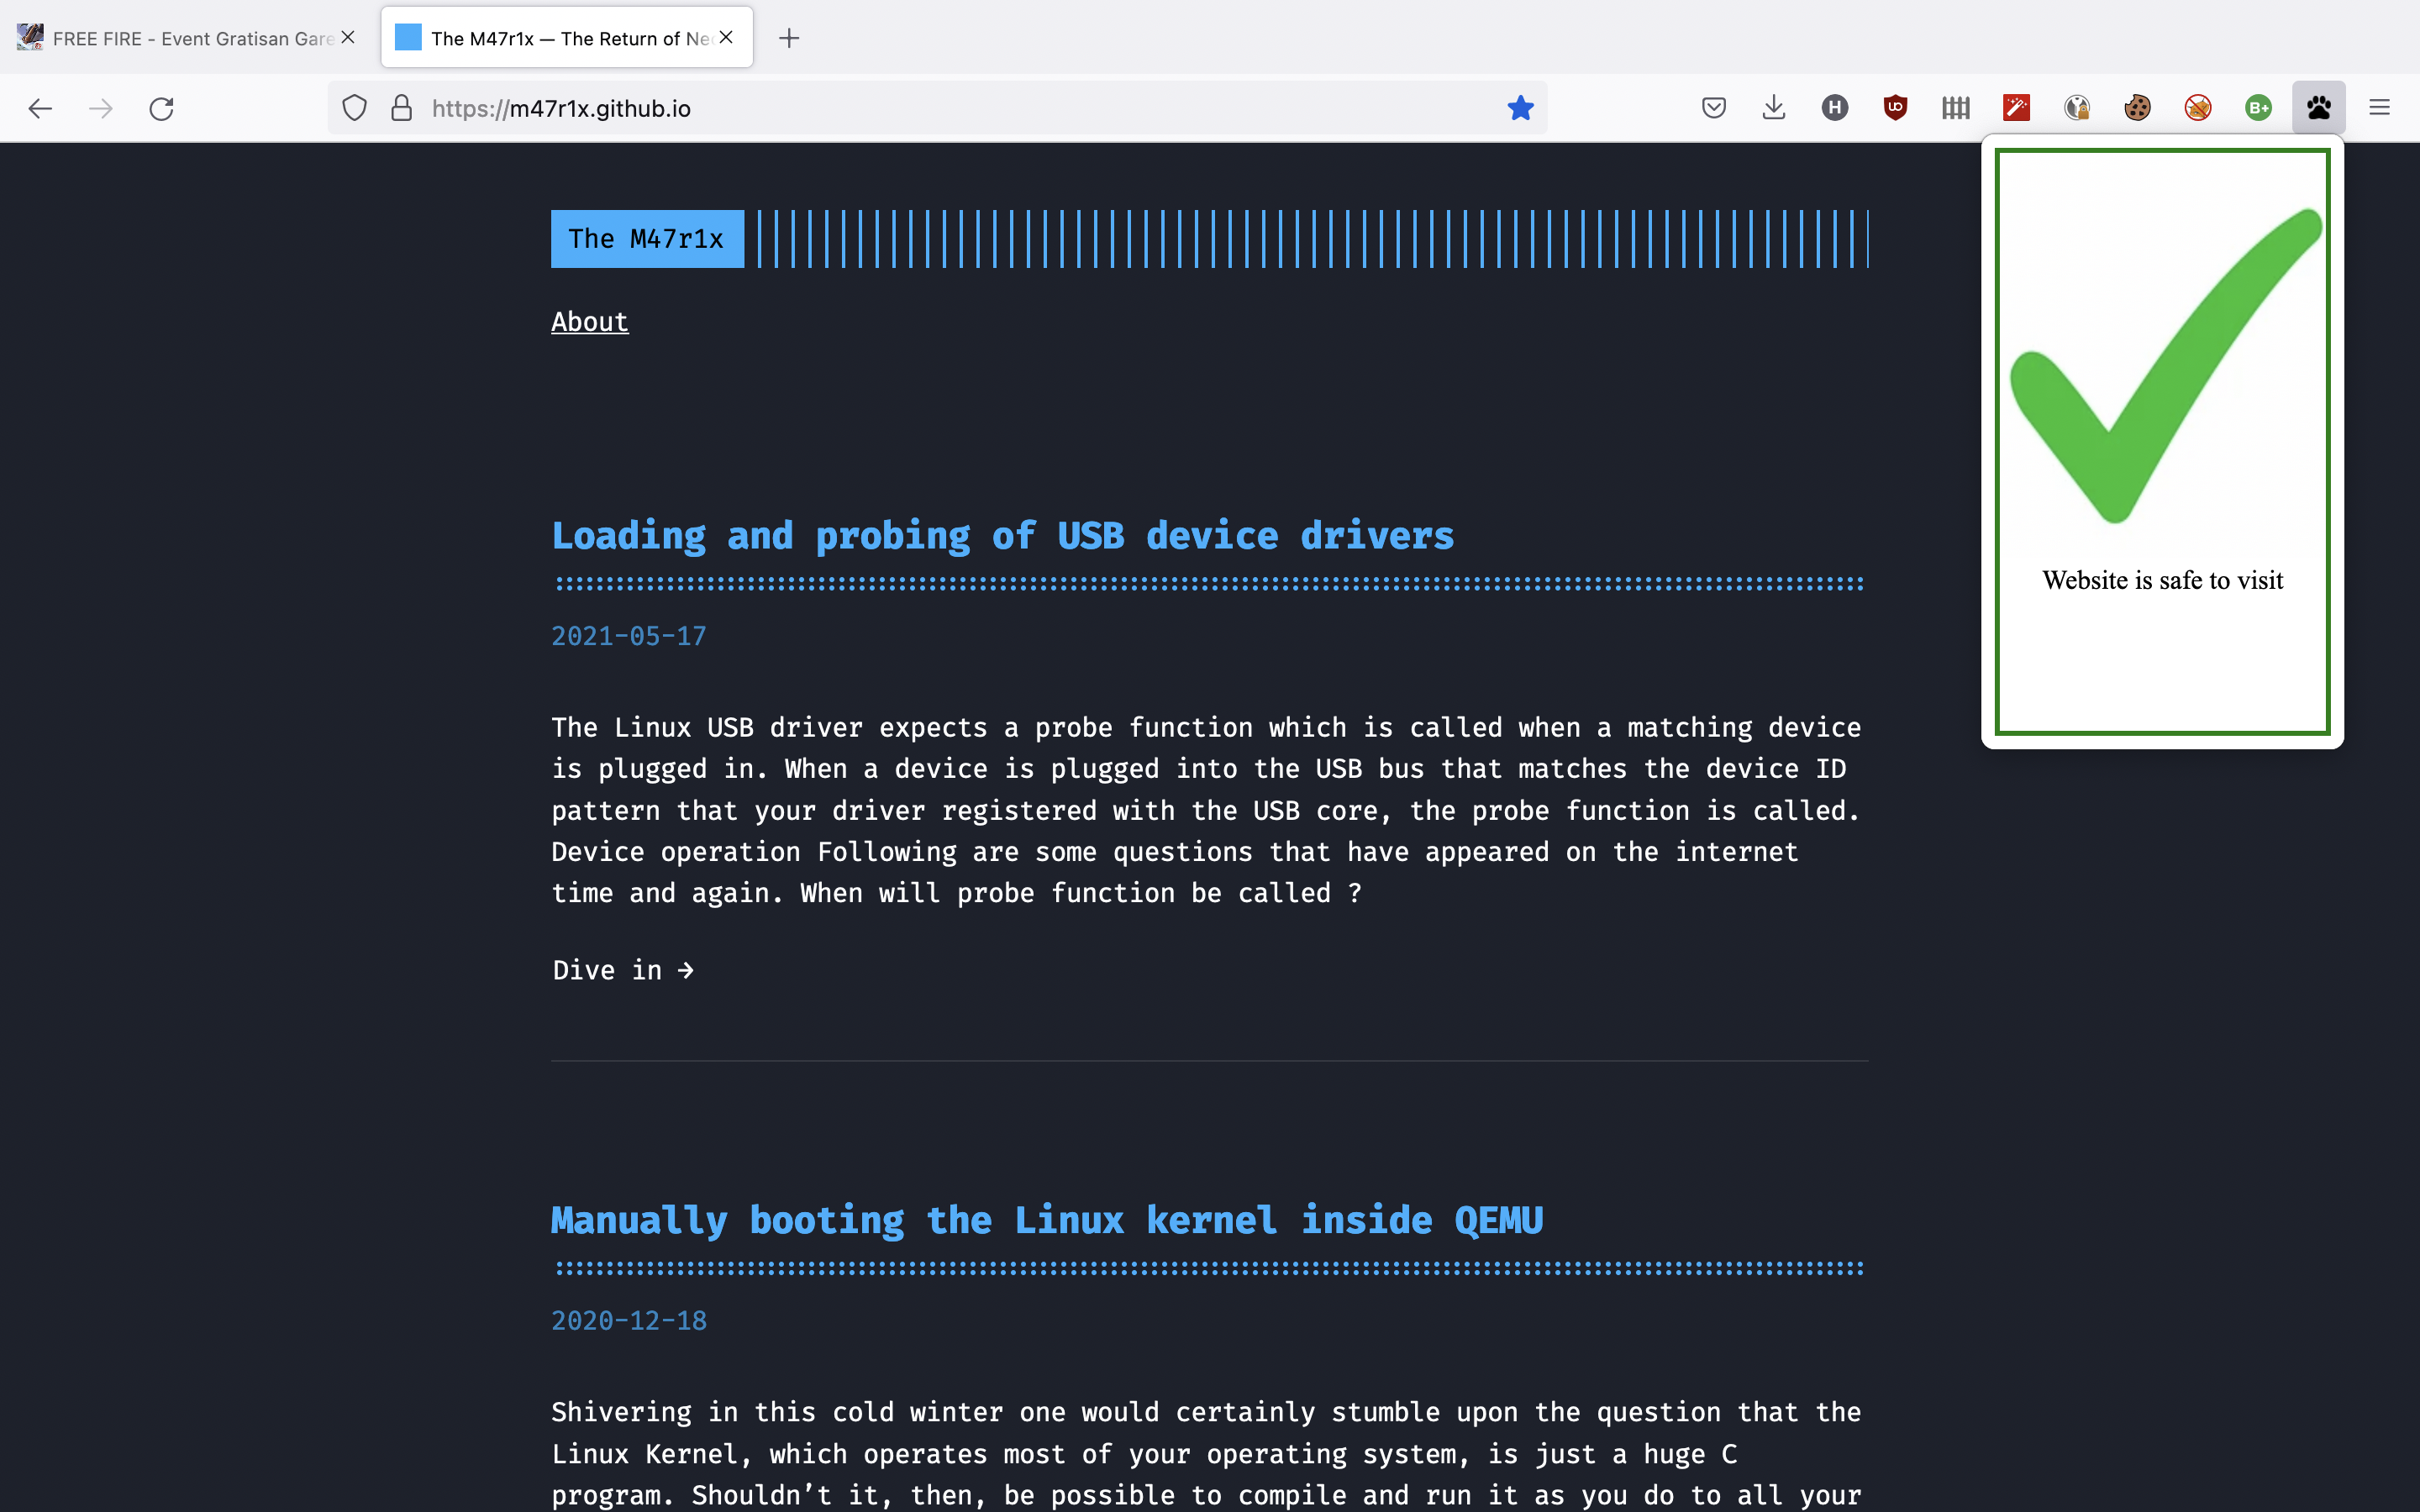 FREE FIRE - Event Gratisan Gare
The M47r1x — The Return of Neo
https://m47r1x.github.io
H
UO
B+
The M47r1x
About
Website is safe to visit
Loading and probing of USB device drivers
2021-05-17
The Linux USB driver expects a probe function which is called when a matching device
is plugged in. When a device is plugged into the USB bus that matches the device ID
pattern that your driver registered with the USB core, the probe function is called.
Device operation Following are some questions that have appeared on the internet
time and again. When will probe function be called ?
Dive in →
Manually booting the Linux kernel inside QEMU
2020-12-18
Shivering in this cold winter one would certainly stumble upon the question that the
Linux Kernel, which operates most of your operating system, is just a huge C
program. Shouldn’t it, then, be possible to compile and run it as you do to all your